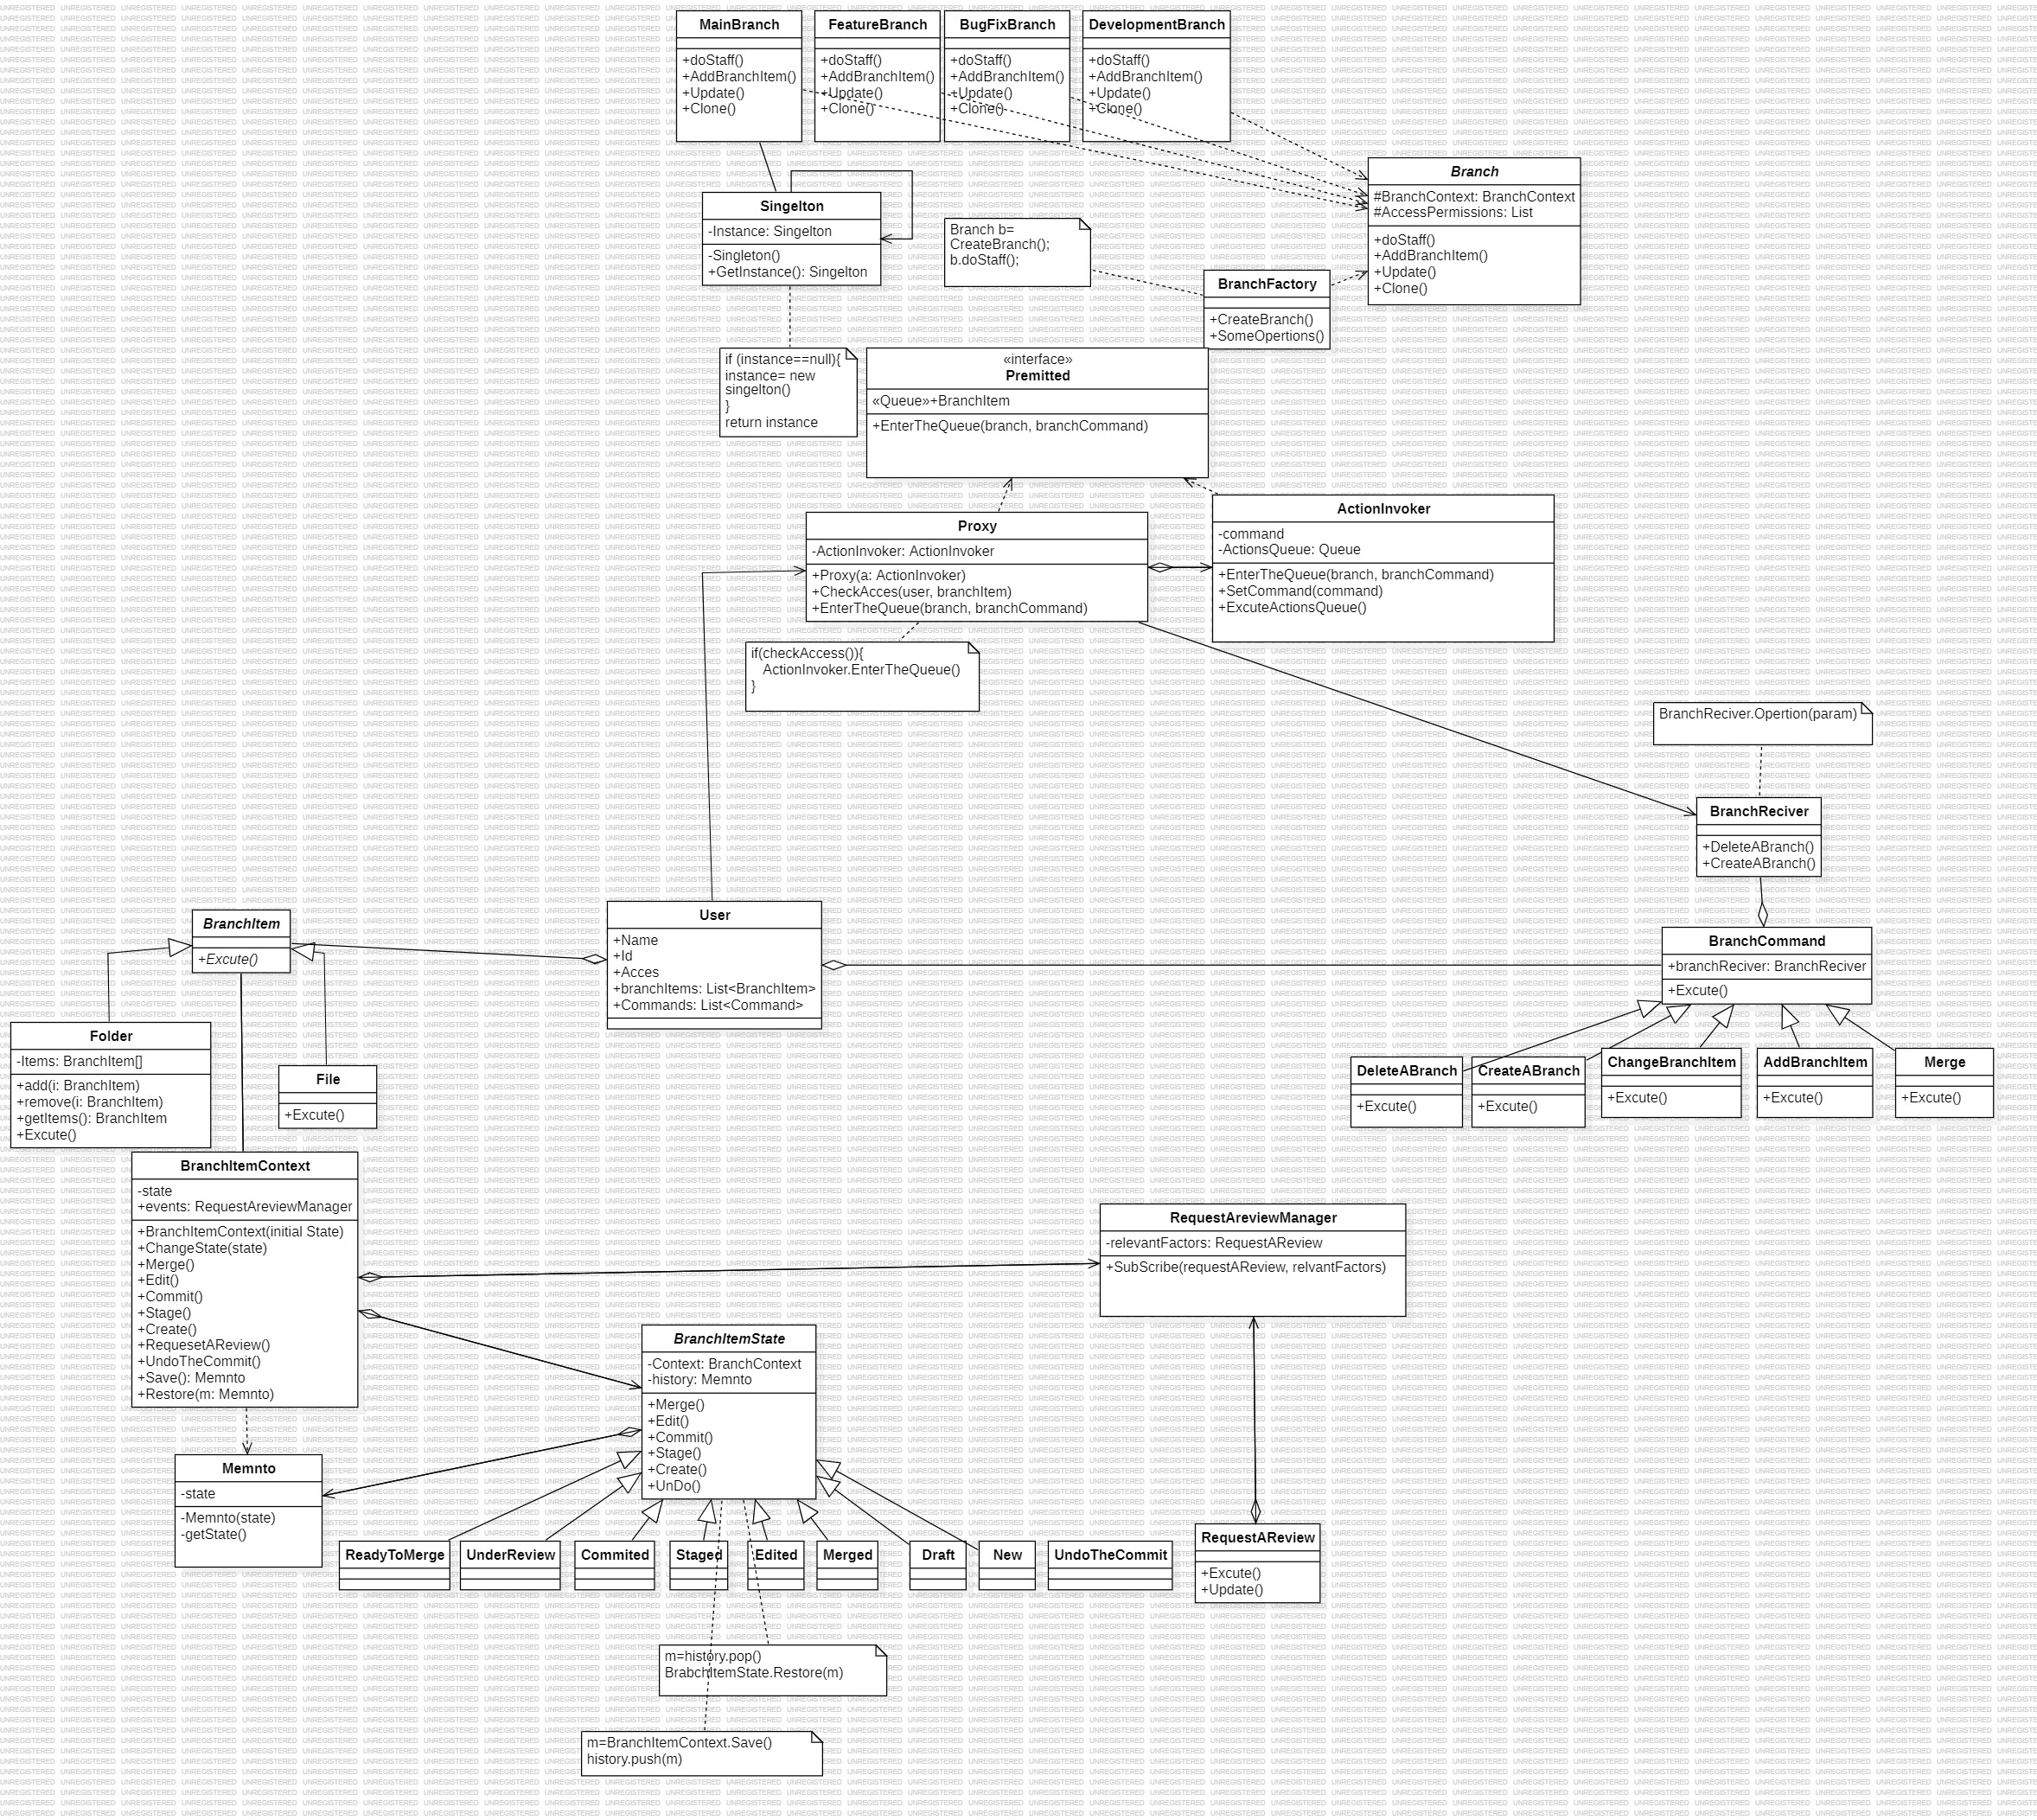 MainBranch
+doStaff()
+AddBranchItem()
+Update()
+Clone()
FeatureBranch
+doStaff()
+AddBranchItem()
+Update()
+Clone()
BugFixBranch
+doStaff()
+AddBranchItem()
+Update()
+Clone()
DevelopmentBranch
+doStaff()
+AddBranchItem()
+Update()
+Clone()
Branch
#BranchContext: BranchContext
#AccessPermissions: List
+doStaff()
+AddBranchItem()
+Update()
+Clone()
Singelton
-Instance: Singelton
-Singleton()
+GetInstance(): Singelton
Branch b=
CreateBranch();
b.doStaff();
BranchFactory
+CreateBranch()
+SomeOpertions()
if (instance==null){
instance= new
singelton()
}
return instance
«interface»
Premitted
«Queue»+BranchItem
+EnterTheQueue(branch, branchCommand)
Proxy
-ActionInvoker: ActionInvoker
+Proxy(a: ActionInvoker)
+CheckAcces(user, branchItem)
+EnterTheQueue(branch, branchCommand)
ActionInvoker
-command
-ActionsQueue: Queue
+EnterTheQueue(branch, branchCommand)
+SetCommand(command)
+ExcuteActionsQueue()
if(checkAccess()){
ActionInvoker.EnterTheQueue()
}
BranchReciver.Opertion(param)
BranchReciver
+DeleteABranch()
+CreateABranch()
BranchItem
+Excute()
User
+Name
+Id
+Acces
+branchItems: List<BranchItem>
+Commands: List<Command>
BranchCommand
+branchReciver: BranchReciver
+Excute()
Folder
-Items: BranchItem[]
+add(i: BranchItem)
+remove(i: BranchItem)
+getItems(): BranchItem
+Excute()
File
+Excute()
DeleteABranch
+Excute()
CreateABranch
+Excute()
ChangeBranchItem
+Excute()
AddBranchItem
+Excute()
Merge
+Excute()
BranchItemContext
-state
+events: RequestAreviewManager
+BranchItemContext(initial State)
+ChangeState(state)
+Merge()
+Edit()
+Commit()
+Stage()
+Create()
+RequesetAReview()
+UndoTheCommit()
+Save(): Memnto
+Restore(m: Memnto)
RequestAreviewManager
-relevantFactors: RequestAReview
+SubScribe(requestAReview, relvantFactors)
BranchItemState
-Context: BranchContext
-history: Memnto
+Merge()
+Edit()
+Commit()
+Stage()
+Create()
+UnDo()
Memnto
-state
-Memnto(state)
-getState()
ReadyToMerge
UnderReview
Commited
Staged
Edited
Merged
Draft
New
UndoTheCommit
RequestAReview
+Excute()
+Update()
m=history.pop()
BrabchItemState.Restore(m)
m=BranchItemContext.Save()
history.push(m)